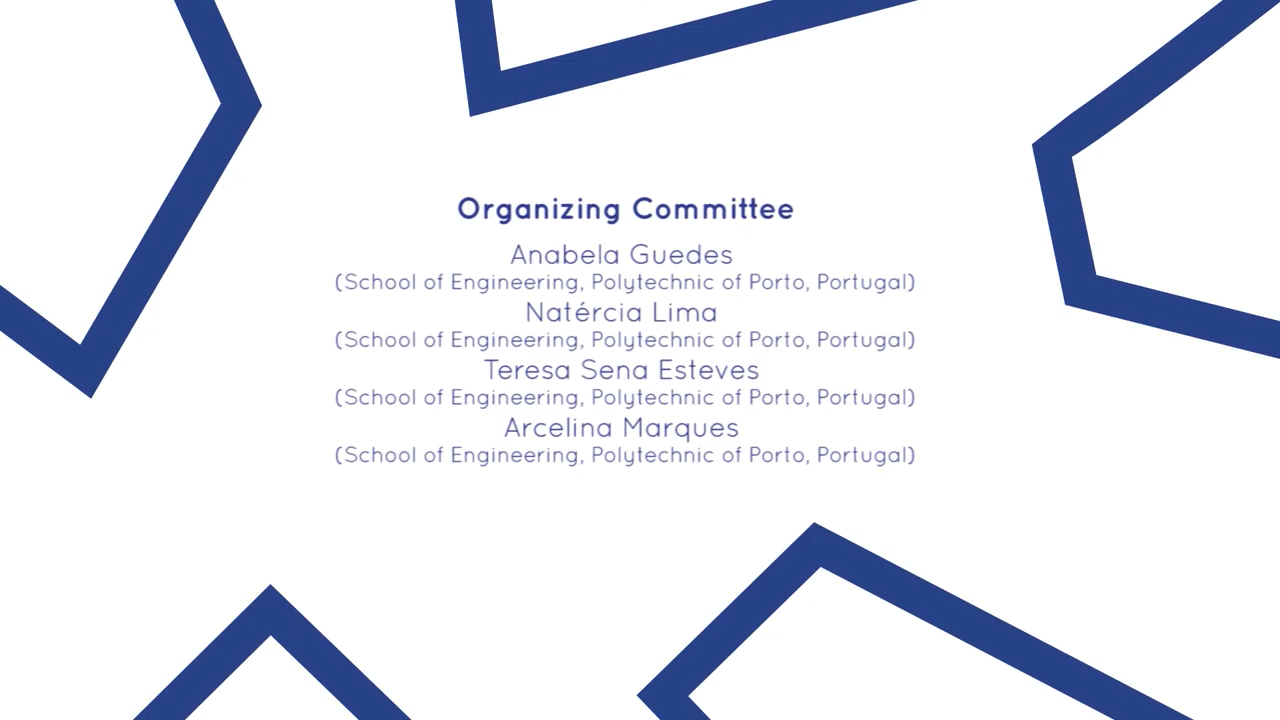 Organizing Committee
Anabela Guedes
(School of Engineering, Polytechnic of Porto, Portugal)
Natércia Lima
(School of Engineering, Polytechnic of Porto, Portugal)
Teresa Sena Esteves
(School of Engineering, Polytechnic of Porto, Portugal)
Arcelina Marques
(School of Engineering, Polytechnic of Porto, Portugal)